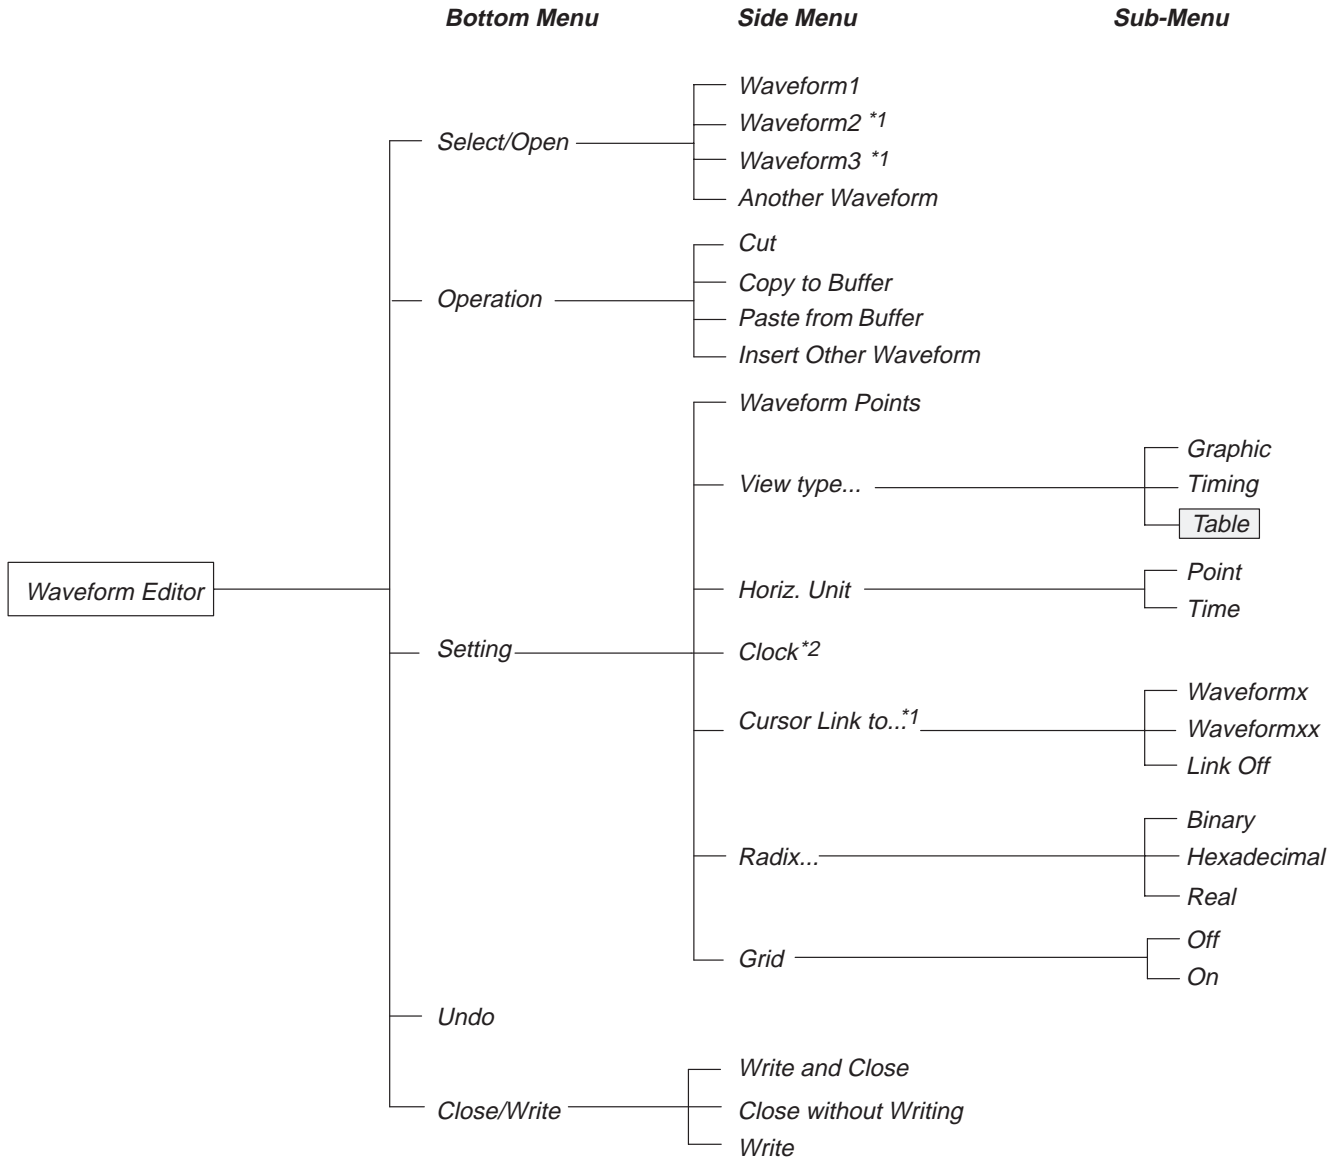 Bottom Menu Side Menu Sub-Menu
Waveform Editor
Select/Open
Waveform1
Waveform2 *1
Waveform3 *1
Another Waveform
Operation
Cut
Copy to Buffer
Paste from Buffer
Insert Other Waveform
Setting
Waveform Points
View type...
Graphic
Timing
Table
Horiz. Unit
Point
Time
Clock*2
Cursor Link to...*1
Waveformx
Waveformxx
Link Off
Radix...
Binary
Hexadecimal
Real
Grid
Off
On
Undo
Close/Write
Write and Close
Close without Writing
Write